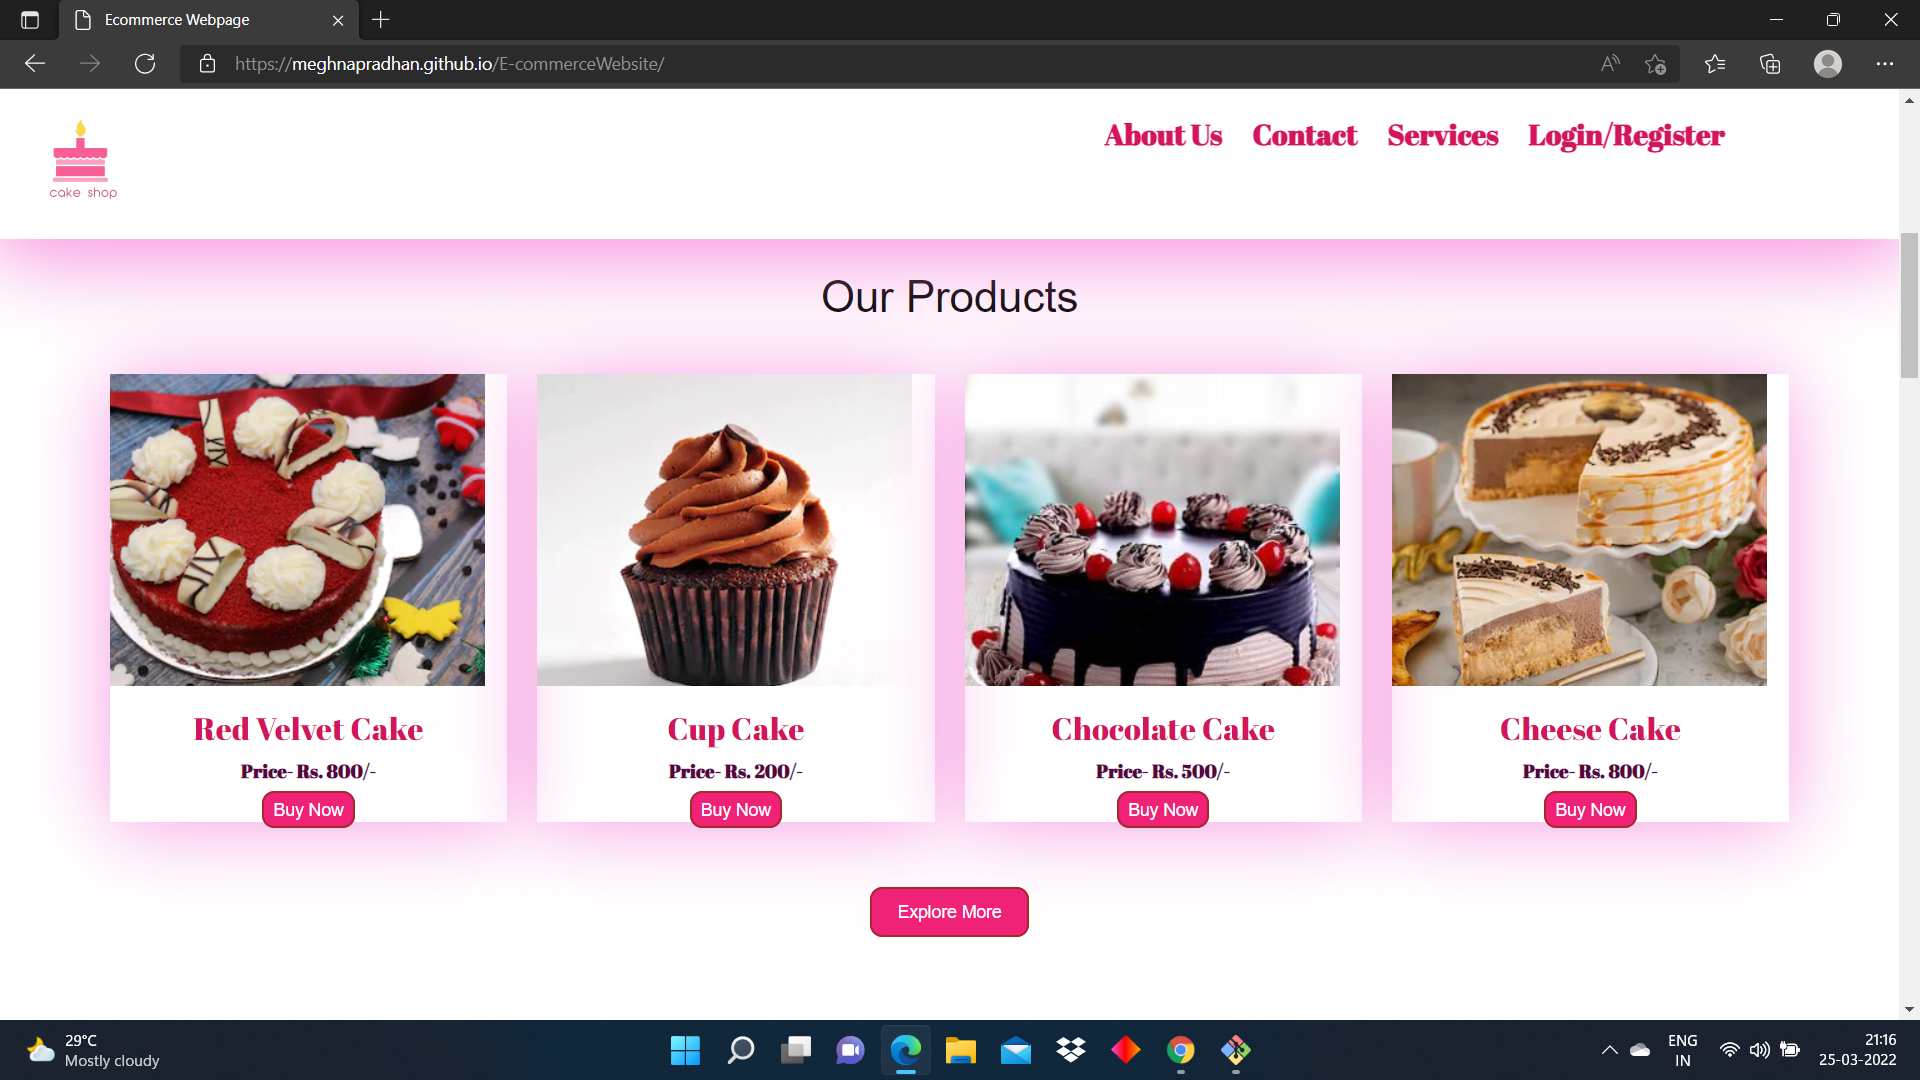 Ecommerce Webpage
https://meghnapradhan.github.io/E-commerceWebsite/
cake shop
About Us Contact Services Login/Register
Our Products
Red Velvet Cake
Price- Rs. 800/-
Buy Now
Cup Cake
Price- Rs. 200/-
Buy Now
Chocolate Cake
Price- Rs. 500/-
Buy Now
Cheese Cake
Price- Rs. 800/-
Buy Now
Explore More
29°C
Mostly cloudy
ENG
IN
21:16
25-03-2022